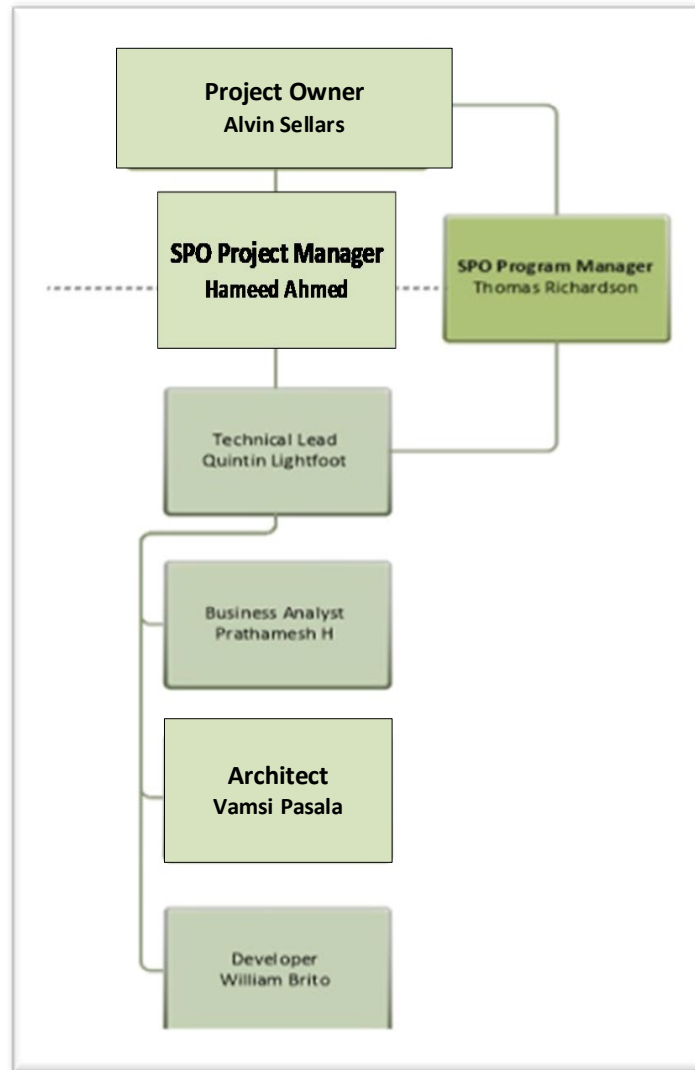 Project Owner
Alvin Sellars
SPO Project Manager
Hameed Ahmed
SPO Program Manager
Thomas Richardson
Technical Lead
Quintin Lightfoot
Business Analyst
Prathamesh H
Architect
Vamsi Pasala
Developer
William Brito